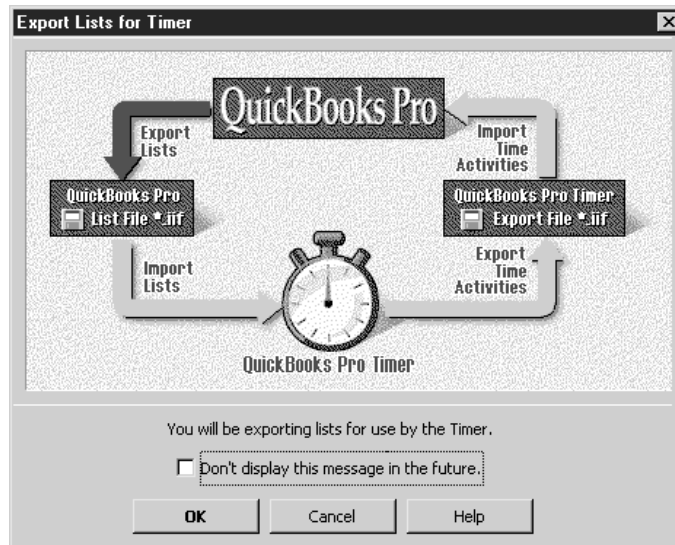 Export Lists for Timer
QuickBooks Pro
Export
Lists
Import
Time
Activities
QuickBooks Pro
List File *.iif
QuickBooks Pro Timer
Export File *.iif
Import
Lists
Export
Time
Activities
QuickBooks Pro Timer
You will be exporting lists for use by the Timer.
Don't display this message in the future.
OK
Cancel
Help